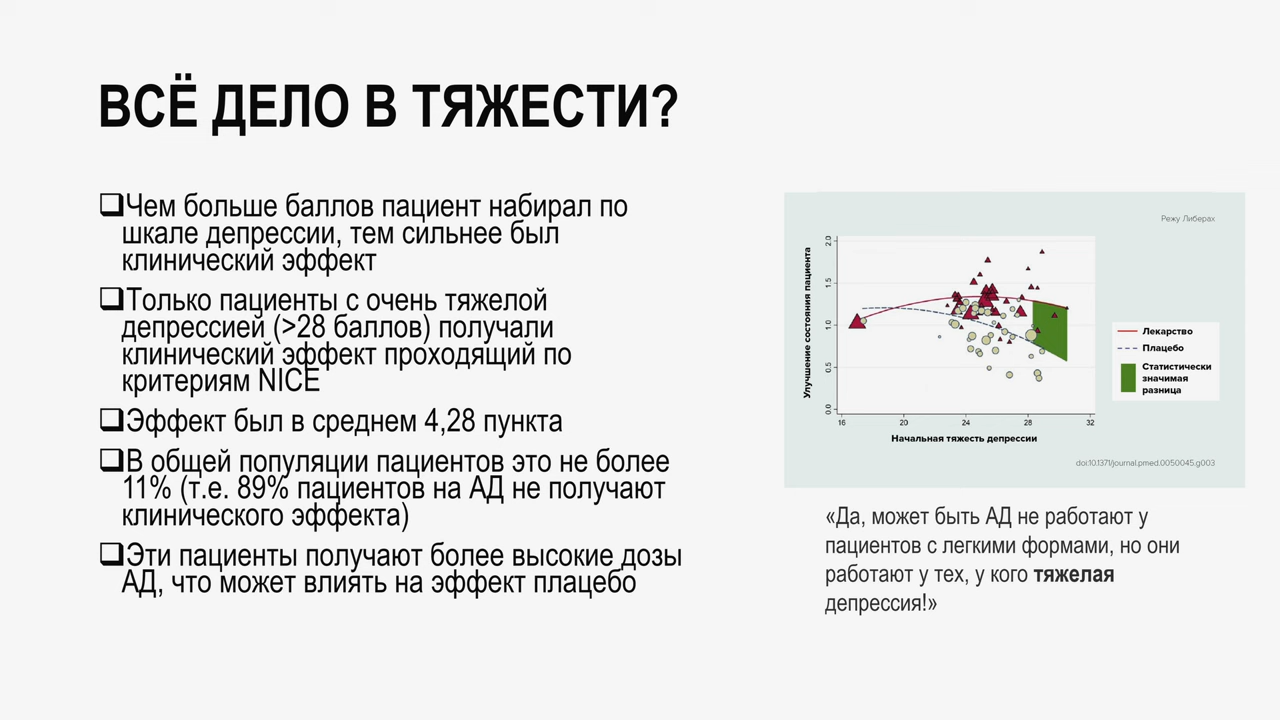 ВСЁ ДЕЛО В ТЯЖЕСТИ?
Чем больше баллов пациент набирал по
шкале депрессии, тем сильнее был
клинический эффект
Только пациенты с очень тяжелой
депрессией (>28 баллов) получали
клинический эффект проходящий по
критериям NICE
Эффект был в среднем 4,28 пункта
В общей популяции пациентов это не более
11% (т.е. 89% пациентов на АД не получают
клинического эффекта)
Эти пациенты получают более высокие дозы
АД, что может влиять на эффект плацебо
Режу Либерах
Улучшение состояния пациента
2.0
1.5
1.0
0.5
0.0
16 20 24 28 32
Начальная тяжесть депрессии
Лекарство
Плацебо
Статистически
значимая
разница
doi:10.1371/journal.pmed.0050045.g003
«Да, может быть АД не работают у
пациентов с легкими формами, но они
работают у тех, у кого тяжелая
депрессия!»